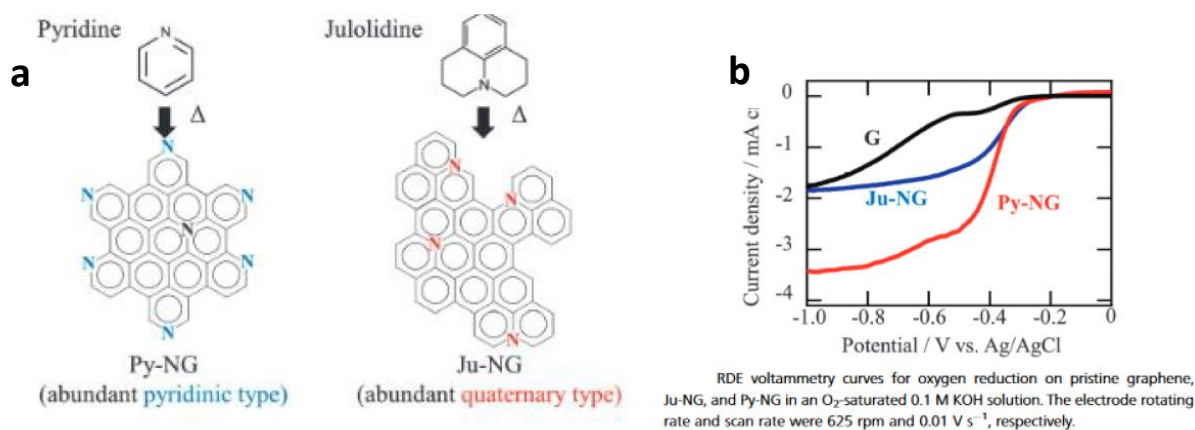 a
Pyridine
N
Δ
N
N
N
N
N
N
N
Py-NG
(abundant pyridinic type)
Julolidine
N
Δ
N
N
N
N
Ju-NG
(abundant quaternary type)
b
Current density / mA c
0
-1
-2
-3
-4
G
Ju-NG
Py-NG
-1.0 -0.8 -0.6 -0.4 -0.2 0
Potential / V vs. Ag/AgCl
RDE voltammetry curves for oxygen reduction on pristine graphene,
Ju-NG, and Py-NG in an O₂-saturated 0.1 M KOH solution. The electrode rotating
rate and scan rate were 625 rpm and 0.01 V s⁻¹, respectively.